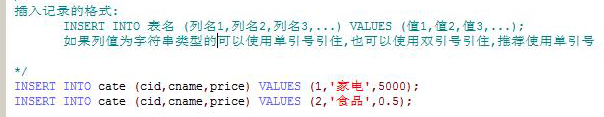 插入记录的格式:
INSERT INTO 表名 (列名1,列名2,列名3,...) VALUES (值1,值2,值3,...);
如果列值为字符串类型的可以使用单引号引住,也可以使用双引号引住,推荐使用单引号
*/
INSERT INTO cate (cid,cname,price) VALUES (1,'家电',5000);
INSERT INTO cate (cid,cname,price) VALUES (2,'食品',0.5);